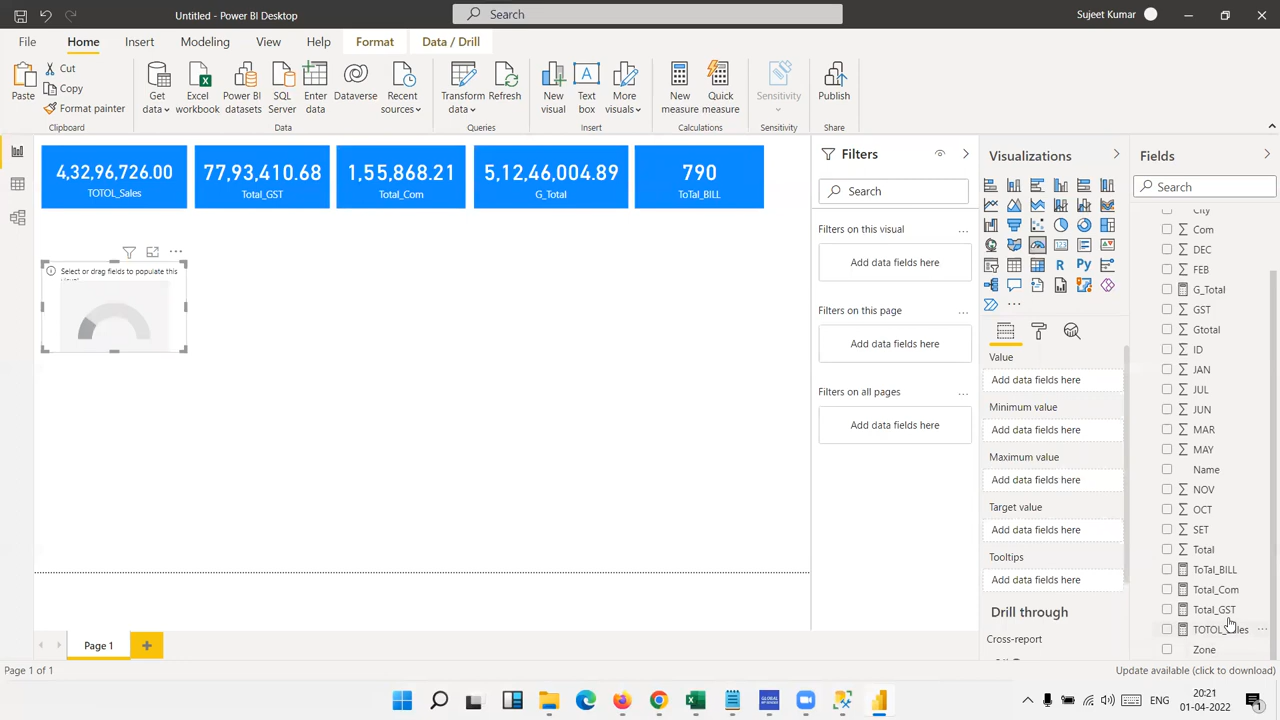 Untitled - Power BI Desktop
Search
Sujeet Kumar
File
Home
Insert
Modeling
View
Help
Format
Data / Drill
Paste
Cut
Copy
Format painter
Clipboard
Get data
Excel workbook
Power BI datasets
SQL Server
Enter data
Dataverse
Recent sources
Data
Transform data
Refresh
Queries
New visual
Text box
More visuals
Insert
New measure
Quick measure
Calculations
Sensitivity
Sensitivity
Publish
Share
4,32,96,726.00
TOTOL_Sales
77,93,410.68
Total_GST
1,55,868.21
Total_Com
5,12,46,004.89
G_Total
790
ToTal_BILL
Select or drag fields to populate this
Filters
Search
Filters on this visual
Add data fields here
Filters on this page
Add data fields here
Filters on all pages
Add data fields here
Visualizations
R
Py
Value
Add data fields here
Minimum value
Add data fields here
Maximum value
Add data fields here
Target value
Add data fields here
Tooltips
Add data fields here
Drill through
Cross-report
Fields
Search
City
Com
DEC
FEB
G_Total
GST
Gtotal
ID
JAN
JUL
JUN
MAR
MAY
Name
NOV
OCT
SET
Total
ToTal_BILL
Total_Com
Total_GST
TOTOL_Sales
Zone
Page 1
Page 1 of 1
Update available (click to download)
ENG
20:21
01-04-2022